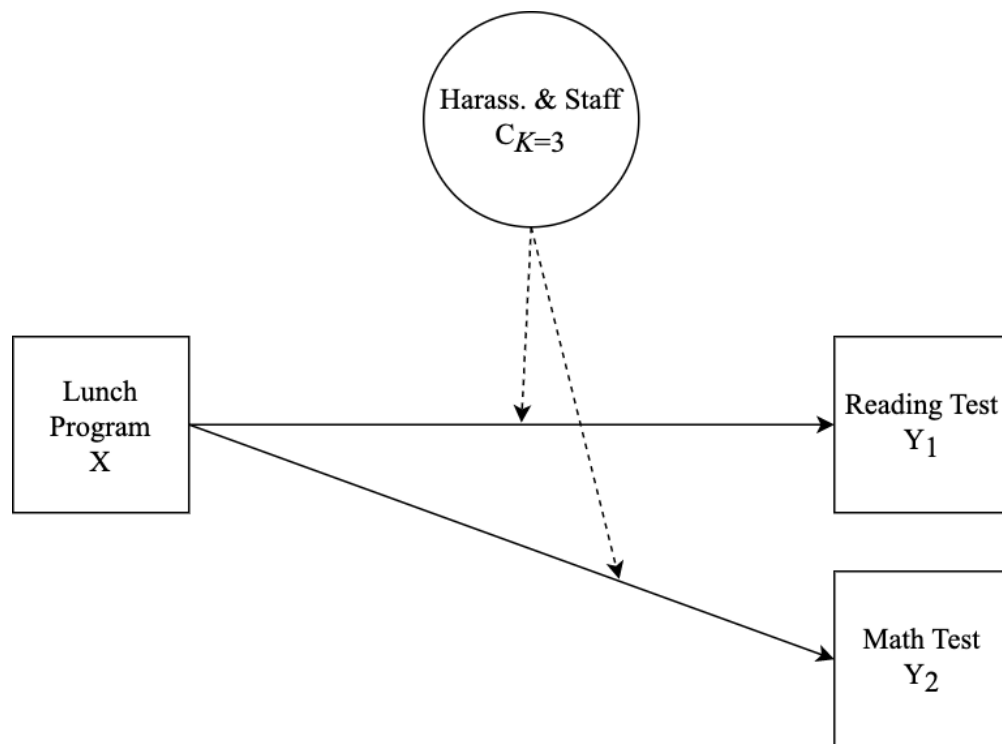 Harass. & Staff
C_K=3
Lunch
Program
X
Reading Test
Y_1
Math Test
Y_2